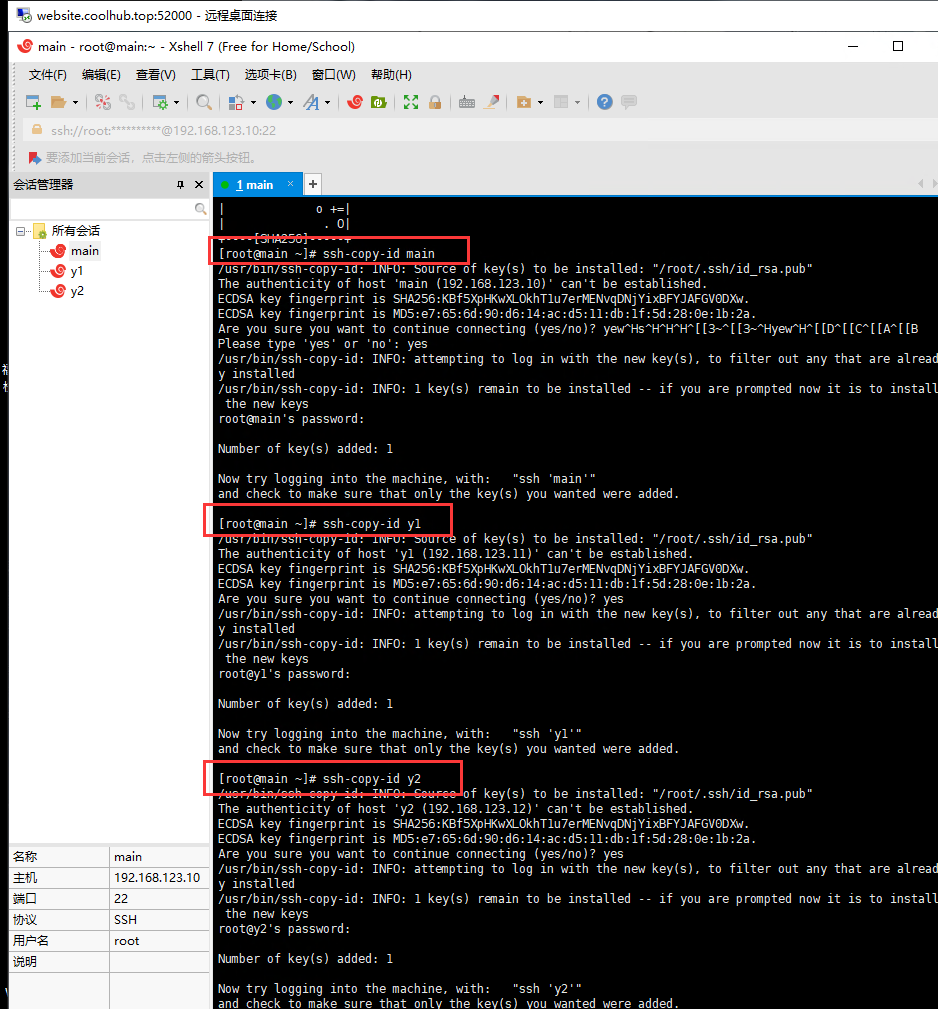 website.coolhub.top:52000 - 远程桌面连接
main - root@main:~ - Xshell 7 (Free for Home/School)
文件(F) 编辑(E) 查看(V) 工具(T) 选项卡(B) 窗口(W) 帮助(H)
ssh://root:**********@192.168.123.10:22
要添加当前会话，点击左侧的箭头按钮。
会话管理器
所有会话
main
y1
y2
名称 main
主机 192.168.123.10
端口 22
协议 SSH
用户名 root
说明
1 main
| o +=|
| . O|
+----[SHA256]-----+
[root@main ~]# ssh-copy-id main
/usr/bin/ssh-copy-id: INFO: Source of key(s) to be installed: "/root/.ssh/id_rsa.pub"
The authenticity of host 'main (192.168.123.10)' can't be established.
ECDSA key fingerprint is SHA256:KBf5XpHKwXLOkhT1u7erMENvqDNjYixBFYJAFGV0DXw.
ECDSA key fingerprint is MD5:e7:65:6d:90:d6:14:ac:d5:11:db:1f:5d:28:0e:1b:2a.
Are you sure you want to continue connecting (yes/no)? yew^Hs^H^H^H^[[3~^[[3~^Hyew^H^[[D^[[C^[[A^[[B
Please type 'yes' or 'no': yes
/usr/bin/ssh-copy-id: INFO: attempting to log in with the new key(s), to filter out any that are alread
y installed
/usr/bin/ssh-copy-id: INFO: 1 key(s) remain to be installed -- if you are prompted now it is to install
the new keys
root@main's password:
Number of key(s) added: 1
Now try logging into the machine, with: "ssh 'main'"
and check to make sure that only the key(s) you wanted were added.
[root@main ~]# ssh-copy-id y1
/usr/bin/ssh-copy-id: INFO: Source of key(s) to be installed: "/root/.ssh/id_rsa.pub"
The authenticity of host 'y1 (192.168.123.11)' can't be established.
ECDSA key fingerprint is SHA256:KBf5XpHKwXLOkhT1u7erMENvqDNjYixBFYJAFGV0DXw.
ECDSA key fingerprint is MD5:e7:65:6d:90:d6:14:ac:d5:11:db:1f:5d:28:0e:1b:2a.
Are you sure you want to continue connecting (yes/no)? yes
/usr/bin/ssh-copy-id: INFO: attempting to log in with the new key(s), to filter out any that are alread
y installed
/usr/bin/ssh-copy-id: INFO: 1 key(s) remain to be installed -- if you are prompted now it is to install
the new keys
root@y1's password:
Number of key(s) added: 1
Now try logging into the machine, with: "ssh 'y1'"
and check to make sure that only the key(s) you wanted were added.
[root@main ~]# ssh-copy-id y2
/usr/bin/ssh-copy-id: INFO: Source of key(s) to be installed: "/root/.ssh/id_rsa.pub"
The authenticity of host 'y2 (192.168.123.12)' can't be established.
ECDSA key fingerprint is SHA256:KBf5XpHKwXLOkhT1u7erMENvqDNjYixBFYJAFGV0DXw.
ECDSA key fingerprint is MD5:e7:65:6d:90:d6:14:ac:d5:11:db:1f:5d:28:0e:1b:2a.
Are you sure you want to continue connecting (yes/no)? yes
/usr/bin/ssh-copy-id: INFO: attempting to log in with the new key(s), to filter out any that are alread
y installed
/usr/bin/ssh-copy-id: INFO: 1 key(s) remain to be installed -- if you are prompted now it is to install
the new keys
root@y2's password:
Number of key(s) added: 1
Now try logging into the machine, with: "ssh 'y2'"
and check to make sure that only the key(s) you wanted were added.